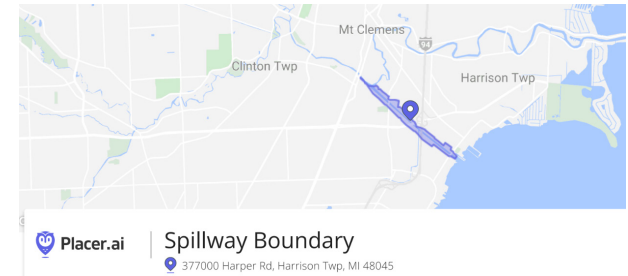 Mt Clemens
94
Clinton Twp
Harrison Twp
Placer.ai
Spillway Boundary
377000 Harper Rd, Harrison Twp, MI 48045